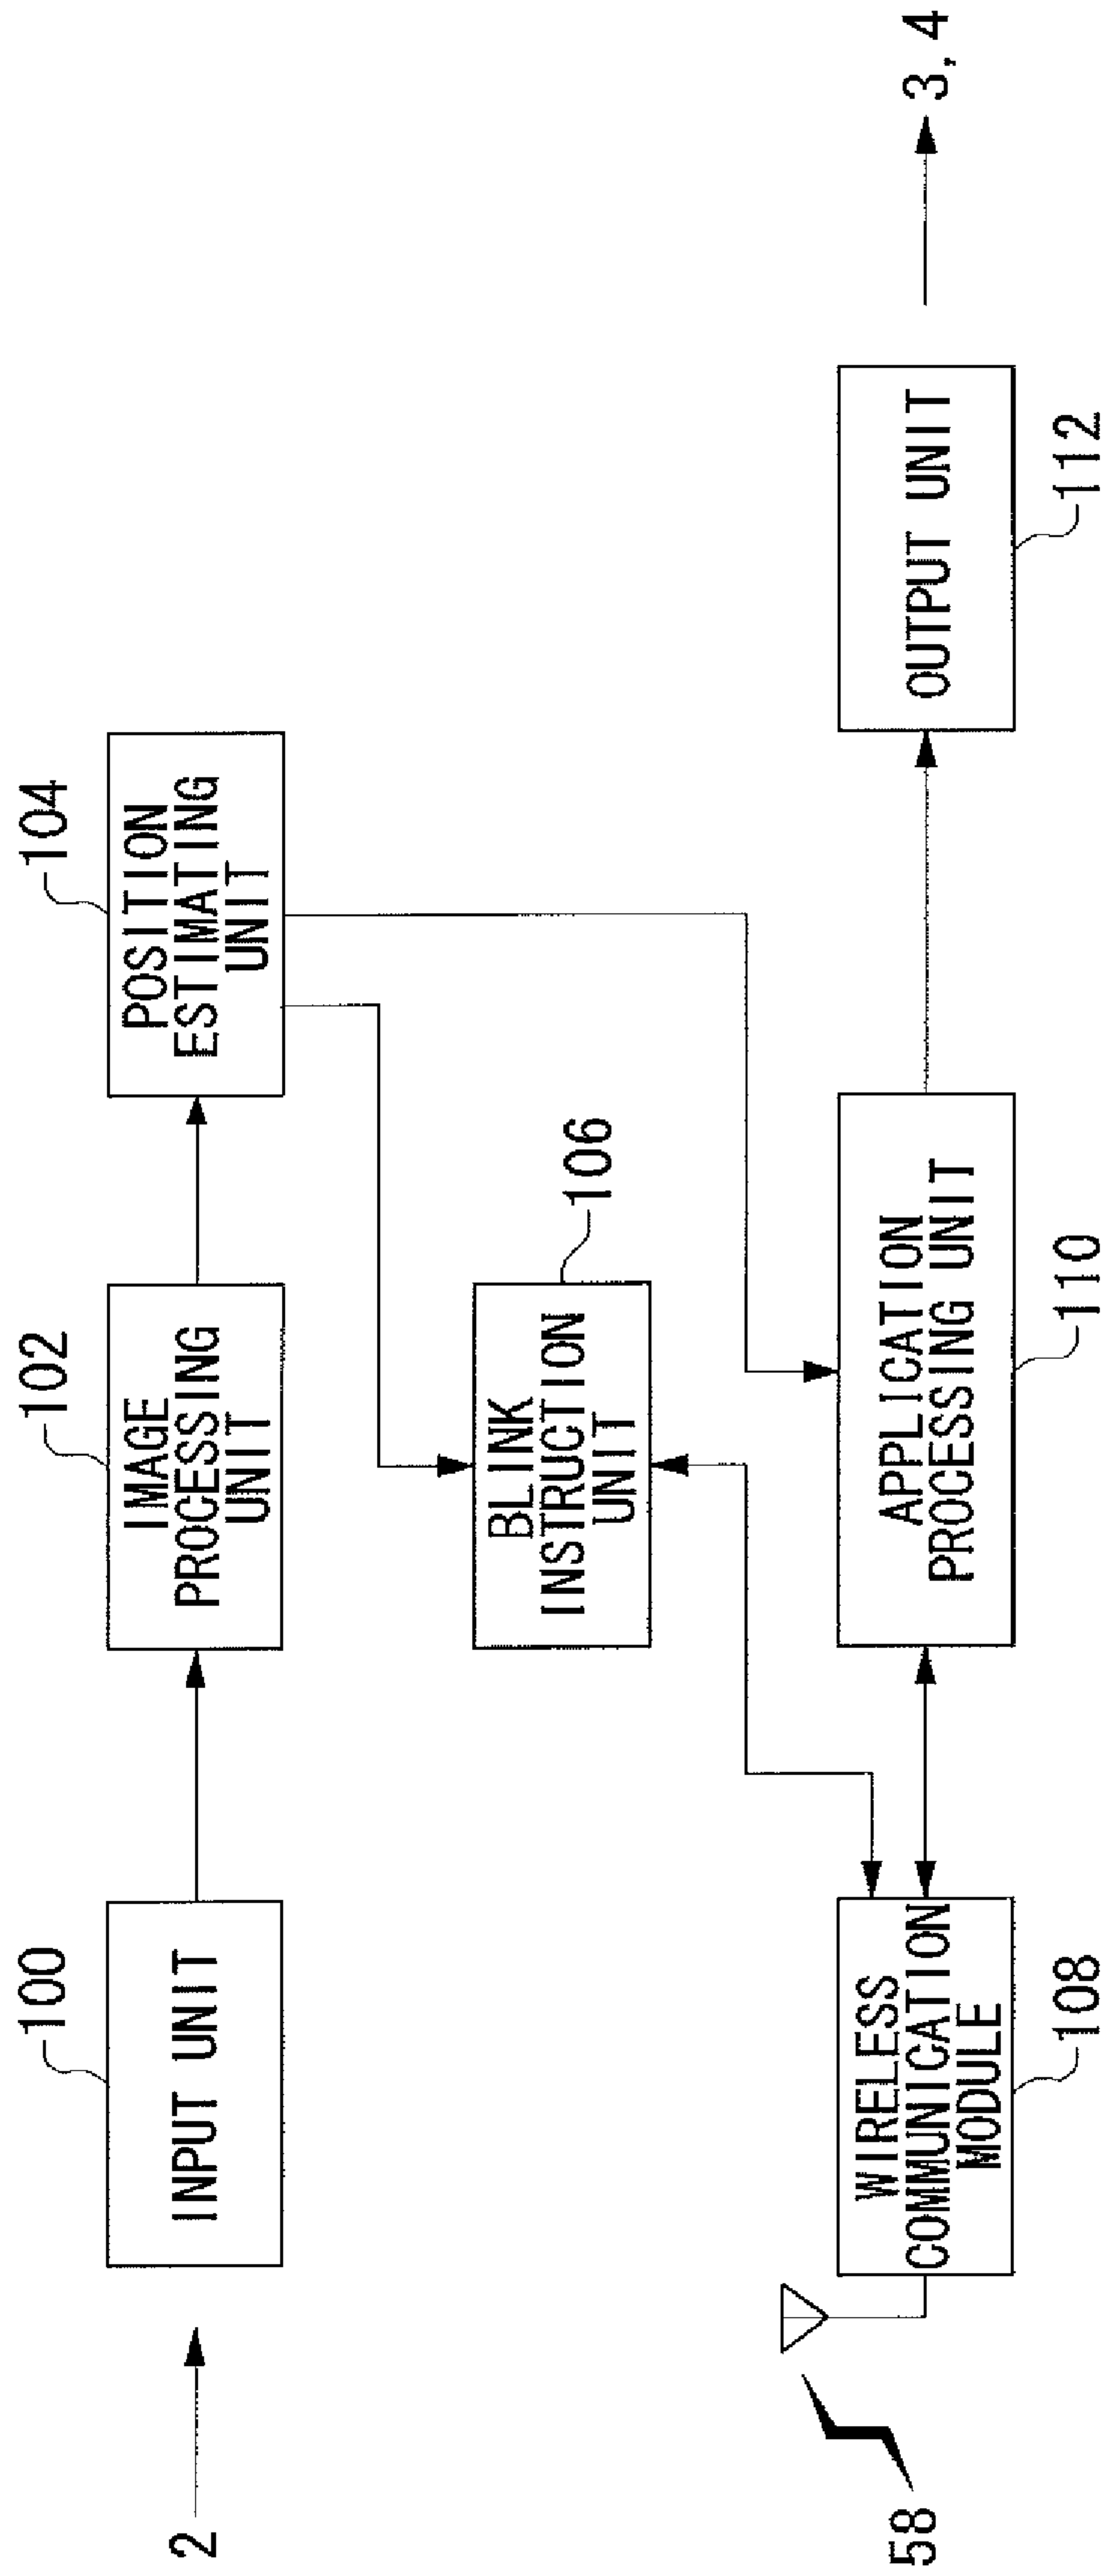 2
100
INPUT UNIT
102
IMAGE
PROCESSING
UNIT
104
POSITION
ESTIMATING
UNIT
BLINK
INSTRUCTION
UNIT
106
58
WIRELESS
COMMUNICATION
MODULE
108
APPLICATION
PROCESSING UNIT
110
OUTPUT UNIT
112
3, 4